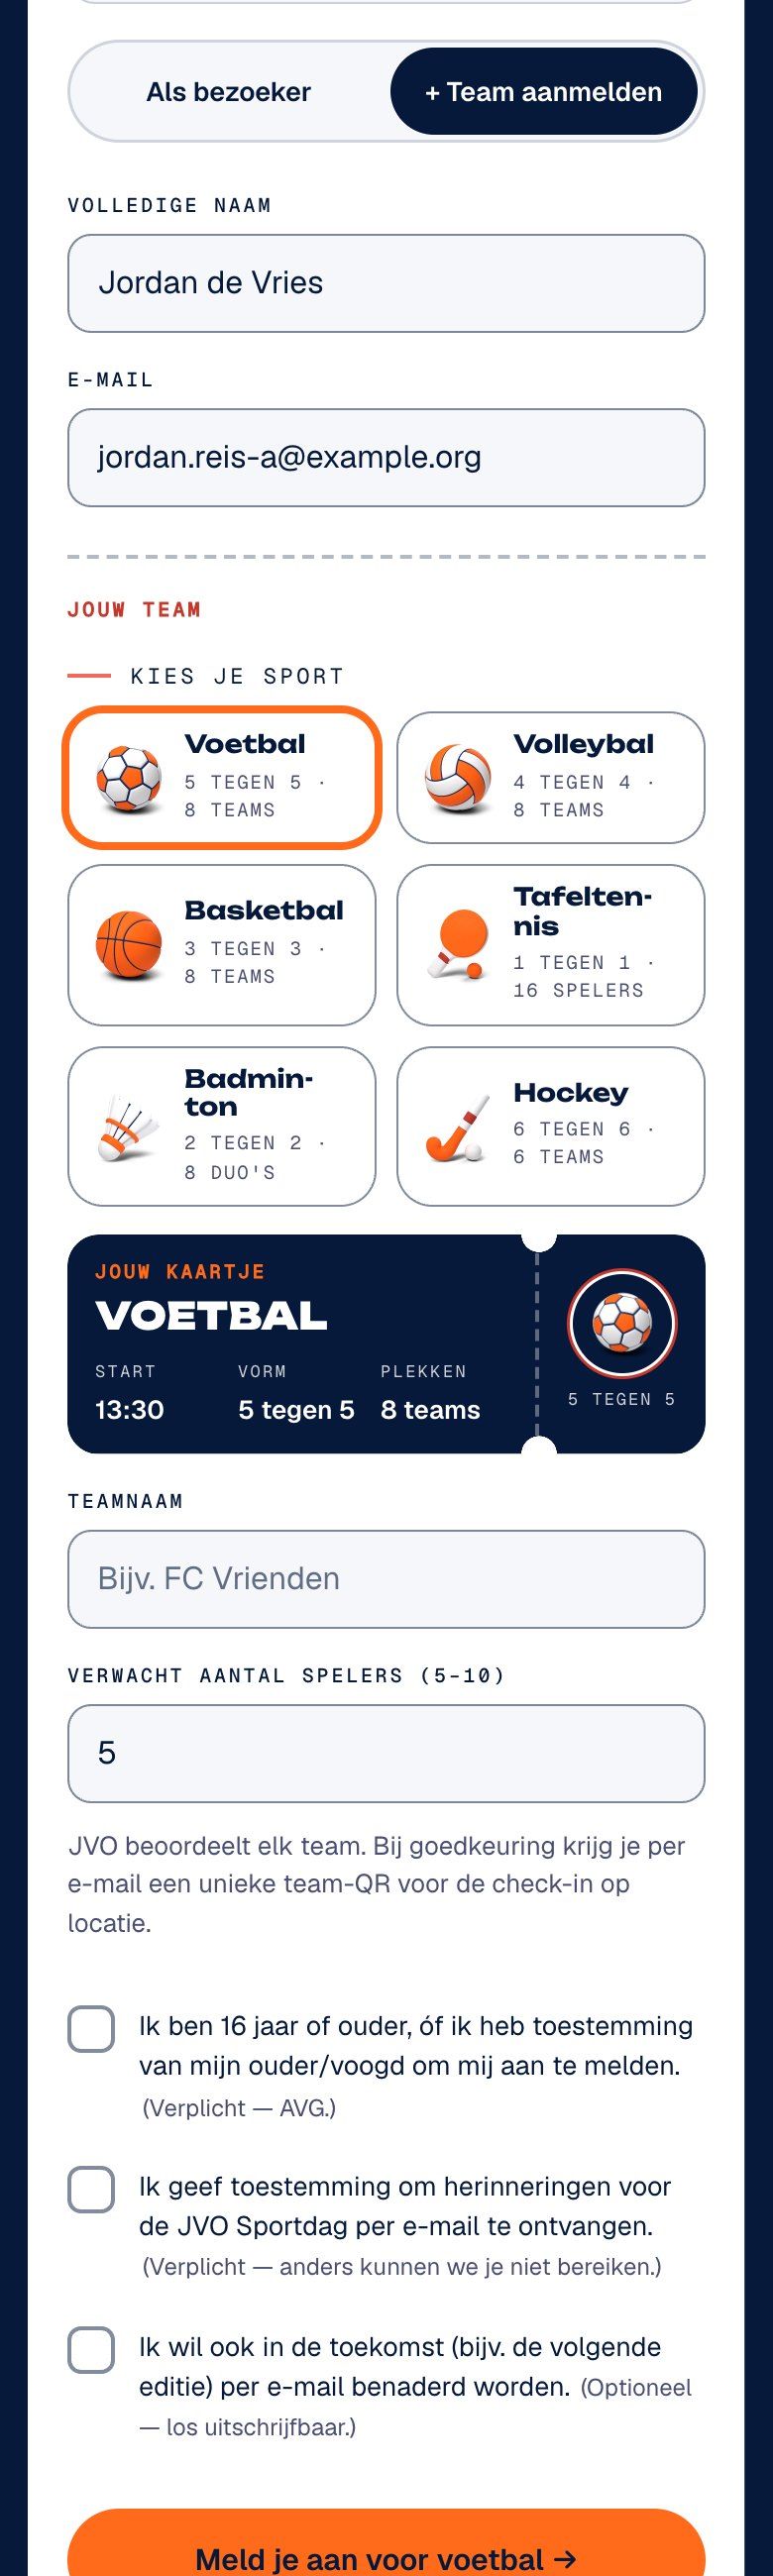 Als bezoeker
+ Team aanmelden
VOLLEDIGE NAAM
Jordan de Vries
E-MAIL
jordan.reis-a@example.org
JOUW TEAM
KIES JE SPORT
Voetbal
5 TEGEN 5 ·
8 TEAMS
Volleybal
4 TEGEN 4 ·
8 TEAMS
Basketbal
3 TEGEN 3 ·
8 TEAMS
Tafelten-
nis
1 TEGEN 1 ·
16 SPELERS
Badmin-
ton
2 TEGEN 2 ·
8 DUO'S
Hockey
6 TEGEN 6 ·
6 TEAMS
JOUW KAARTJE
VOETBAL
START
VORM
PLEKKEN
13:30
5 tegen 5
8 teams
5 TEGEN 5
TEAMNAAM
Bijv. FC Vrienden
VERWACHT AANTAL SPELERS (5–10)
5
JVO beoordeelt elk team. Bij goedkeuring krijg je per
e-mail een unieke team-QR voor de check-in op
locatie.
Ik ben 16 jaar of ouder, óf ik heb toestemming
van mijn ouder/voogd om mij aan te melden.
(Verplicht — AVG.)
Ik geef toestemming om herinneringen voor
de JVO Sportdag per e-mail te ontvangen.
(Verplicht — anders kunnen we je niet bereiken.)
Ik wil ook in de toekomst (bijv. de volgende
editie) per e-mail benaderd worden. (Optioneel
— los uitschrijfbaar.)
Meld je aan voor voetbal →